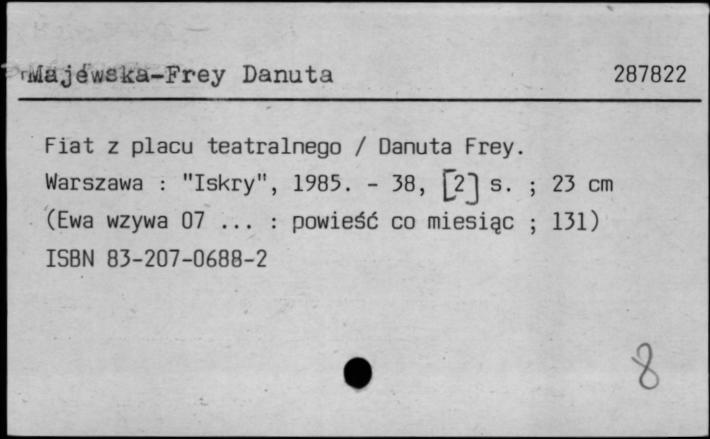 Majewska-Frey Danuta 287822
Fiat z placu teatralnego / Danuta Frey.
Warszawa : "Iskry", 1985. - 38, [2] s. ; 23 cm
(Ewa wzywa 07 ... : powieść co miesiąc ; 131)
ISBN 83-207-0688-2
8